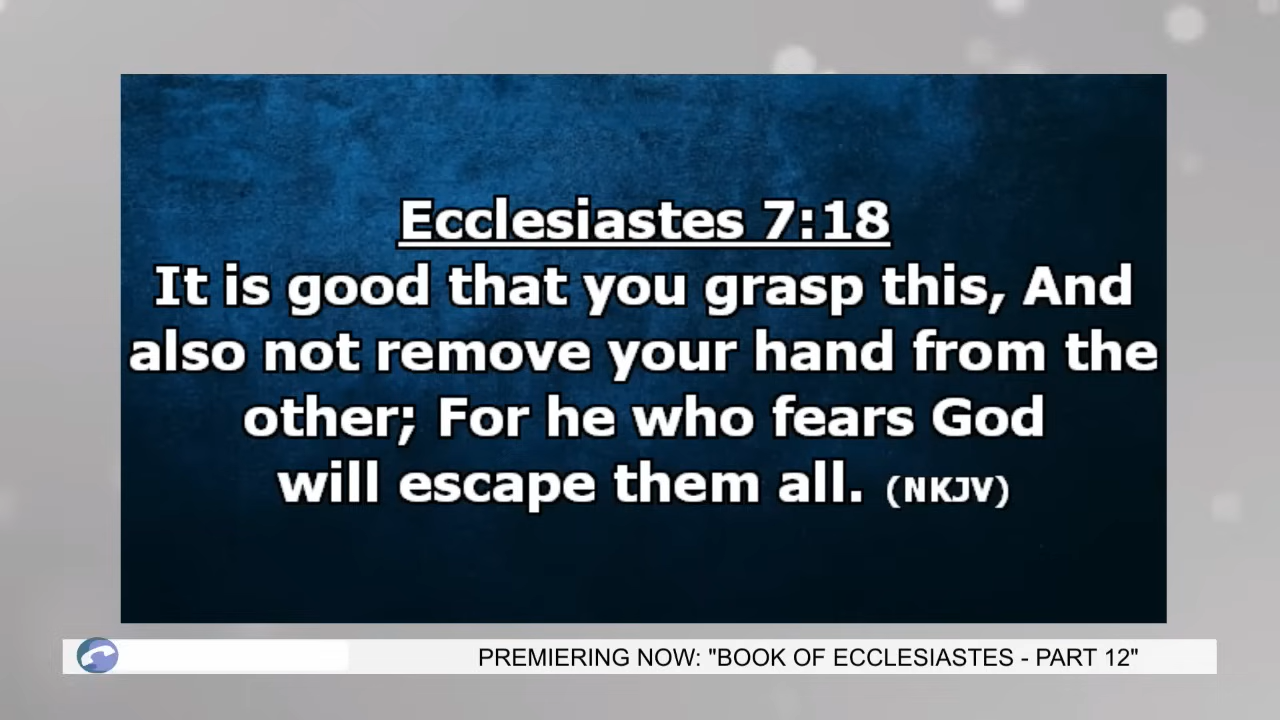 Ecclesiastes 7:18
It is good that you grasp this, And
also not remove your hand from the
other; For he who fears God
will escape them all. (NKJV)
PREMIERING NOW: "BOOK OF ECCLESIASTES - PART 12"